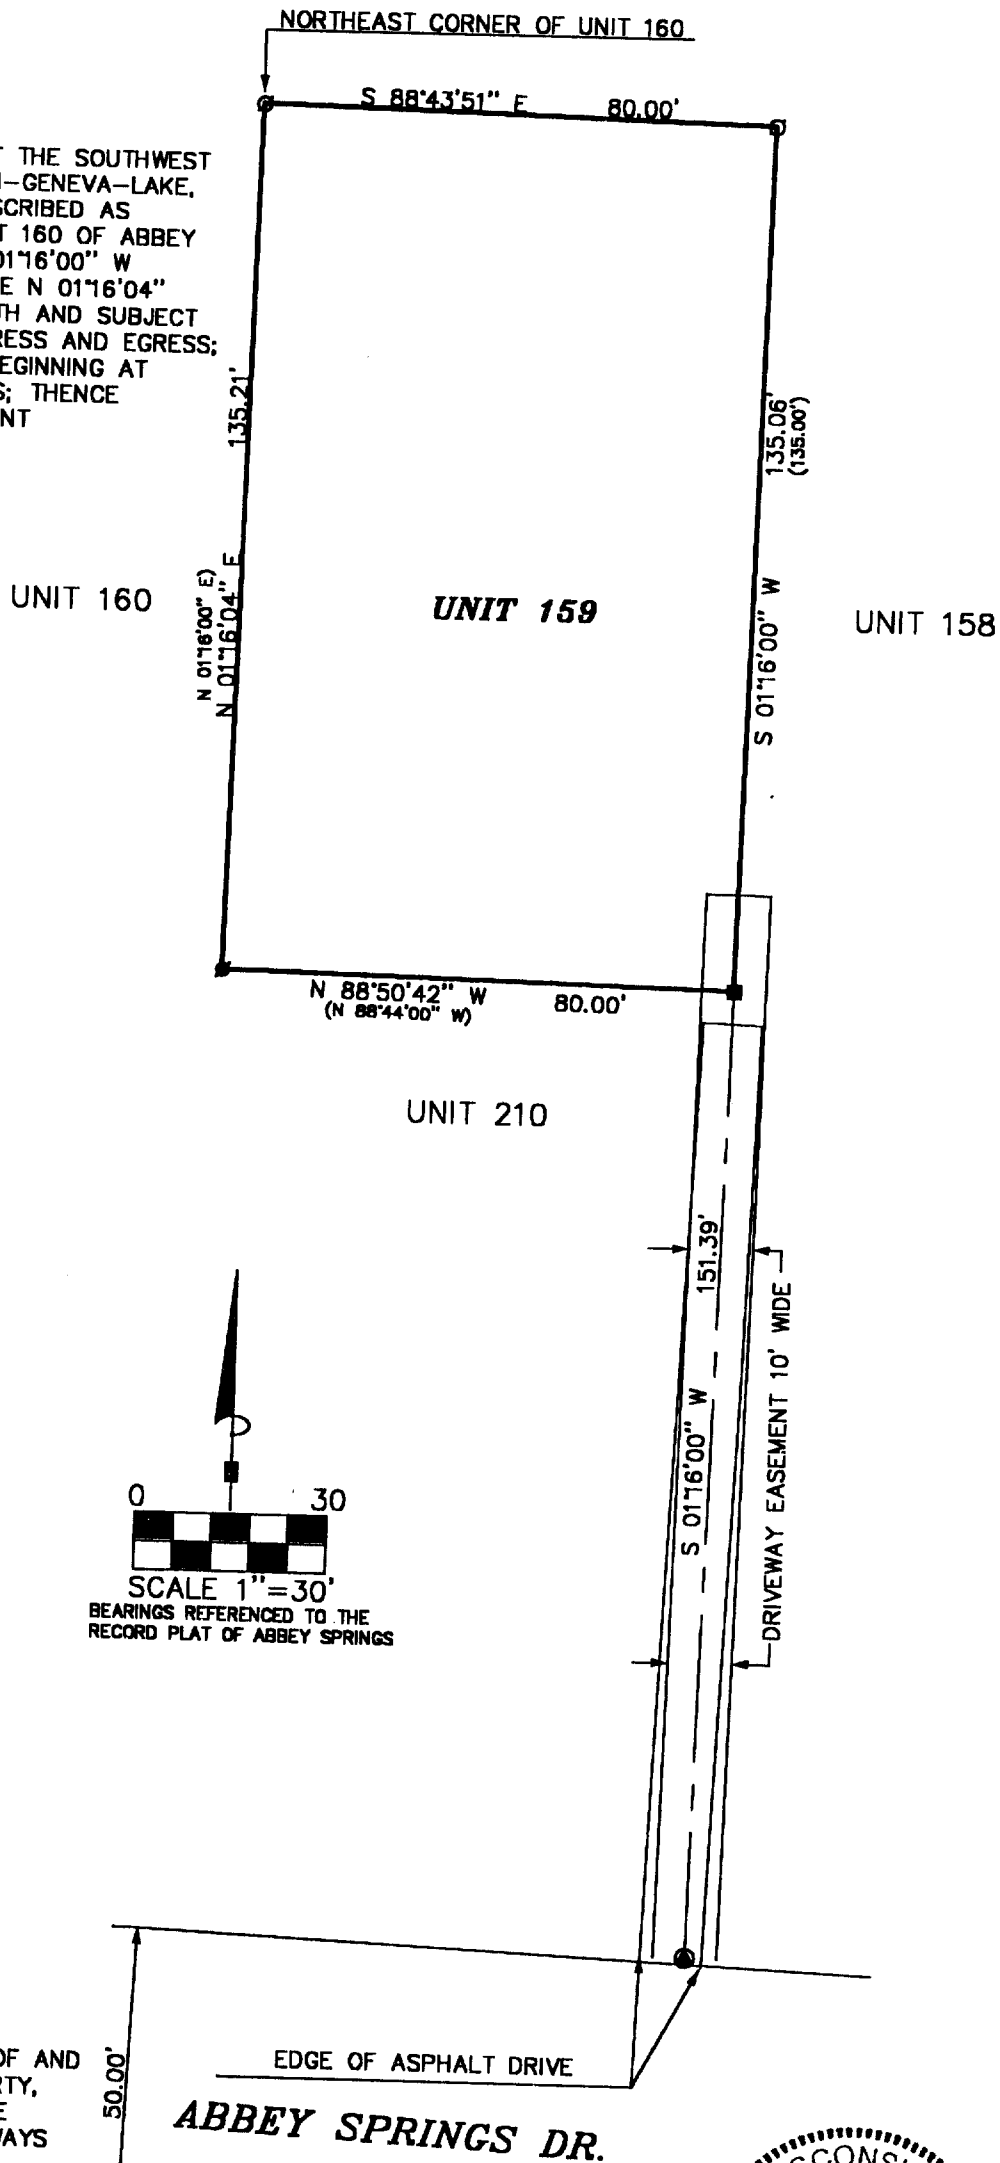 NORTHEAST CORNER OF UNIT 160
S 88°43'51" E 80.00'
THE SOUTHWEST
-GENEVA-LAKE,
SCRIBED AS
160 OF ABBEY
01°16'00" W
E N 01°16'04"
TH AND SUBJECT
RESS AND EGRESS;
EGINNING AT
S; THENCE
NT
135.21'
135.06'
(135.00')
N 01°16'00" E)
N 01°16'04" E
UNIT 160
UNIT 159
S 01°16'00" W
UNIT 158
N 88°50'42" W 80.00'
(N 88°44'00" W)
UNIT 210
151.39'
S 01°16'00" W
DRIVEWAY EASEMENT 10' WIDE
0 30
SCALE 1"=30'
BEARINGS REFERENCED TO THE
RECORD PLAT OF ABBEY SPRINGS
EDGE OF ASPHALT DRIVE
OF AND
RTY,
E
WAYS
50.00'
ABBEY SPRINGS DR.
SCONS